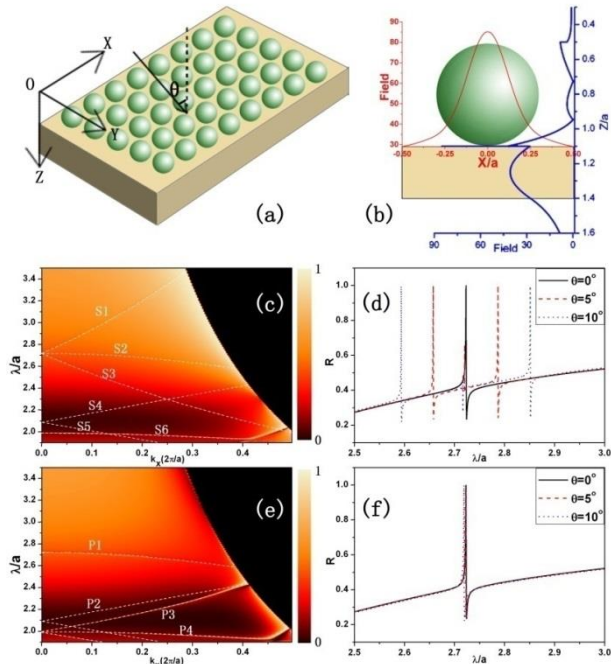 X
O
Y
Z
θ
(a)
90
80
70
60
50
40
30
Field
-0.50
-0.25
0.00
0.25
0.50
X/a
0.4
0.6
0.8
1.0
1.2
1.4
1.6
Z/a
90
60
30
0
Field
(b)
3.4
3.2
3.0
2.8
2.6
2.4
2.2
2.0
λ/a
S1
S2
S3
S4
S5
S6
(c)
1
0
0.0
0.1
0.2
0.3
0.4
kX(2π/a)
1.0
0.8
0.6
0.4
0.2
R
(d)
θ=0°
θ=5°
θ=10°
2.5
2.6
2.7
2.8
2.9
3.0
λ/a
3.4
3.2
3.0
2.8
2.6
2.4
2.2
2.0
λ/a
P1
P2
P3
P4
(e)
1
0
0.0
0.1
0.2
0.3
0.4
(2π/a)
1.0
0.8
0.6
0.4
0.2
R
(f)
θ=0°
θ=5°
θ=10°
2.5
2.6
2.7
2.8
2.9
3.0
λ/a